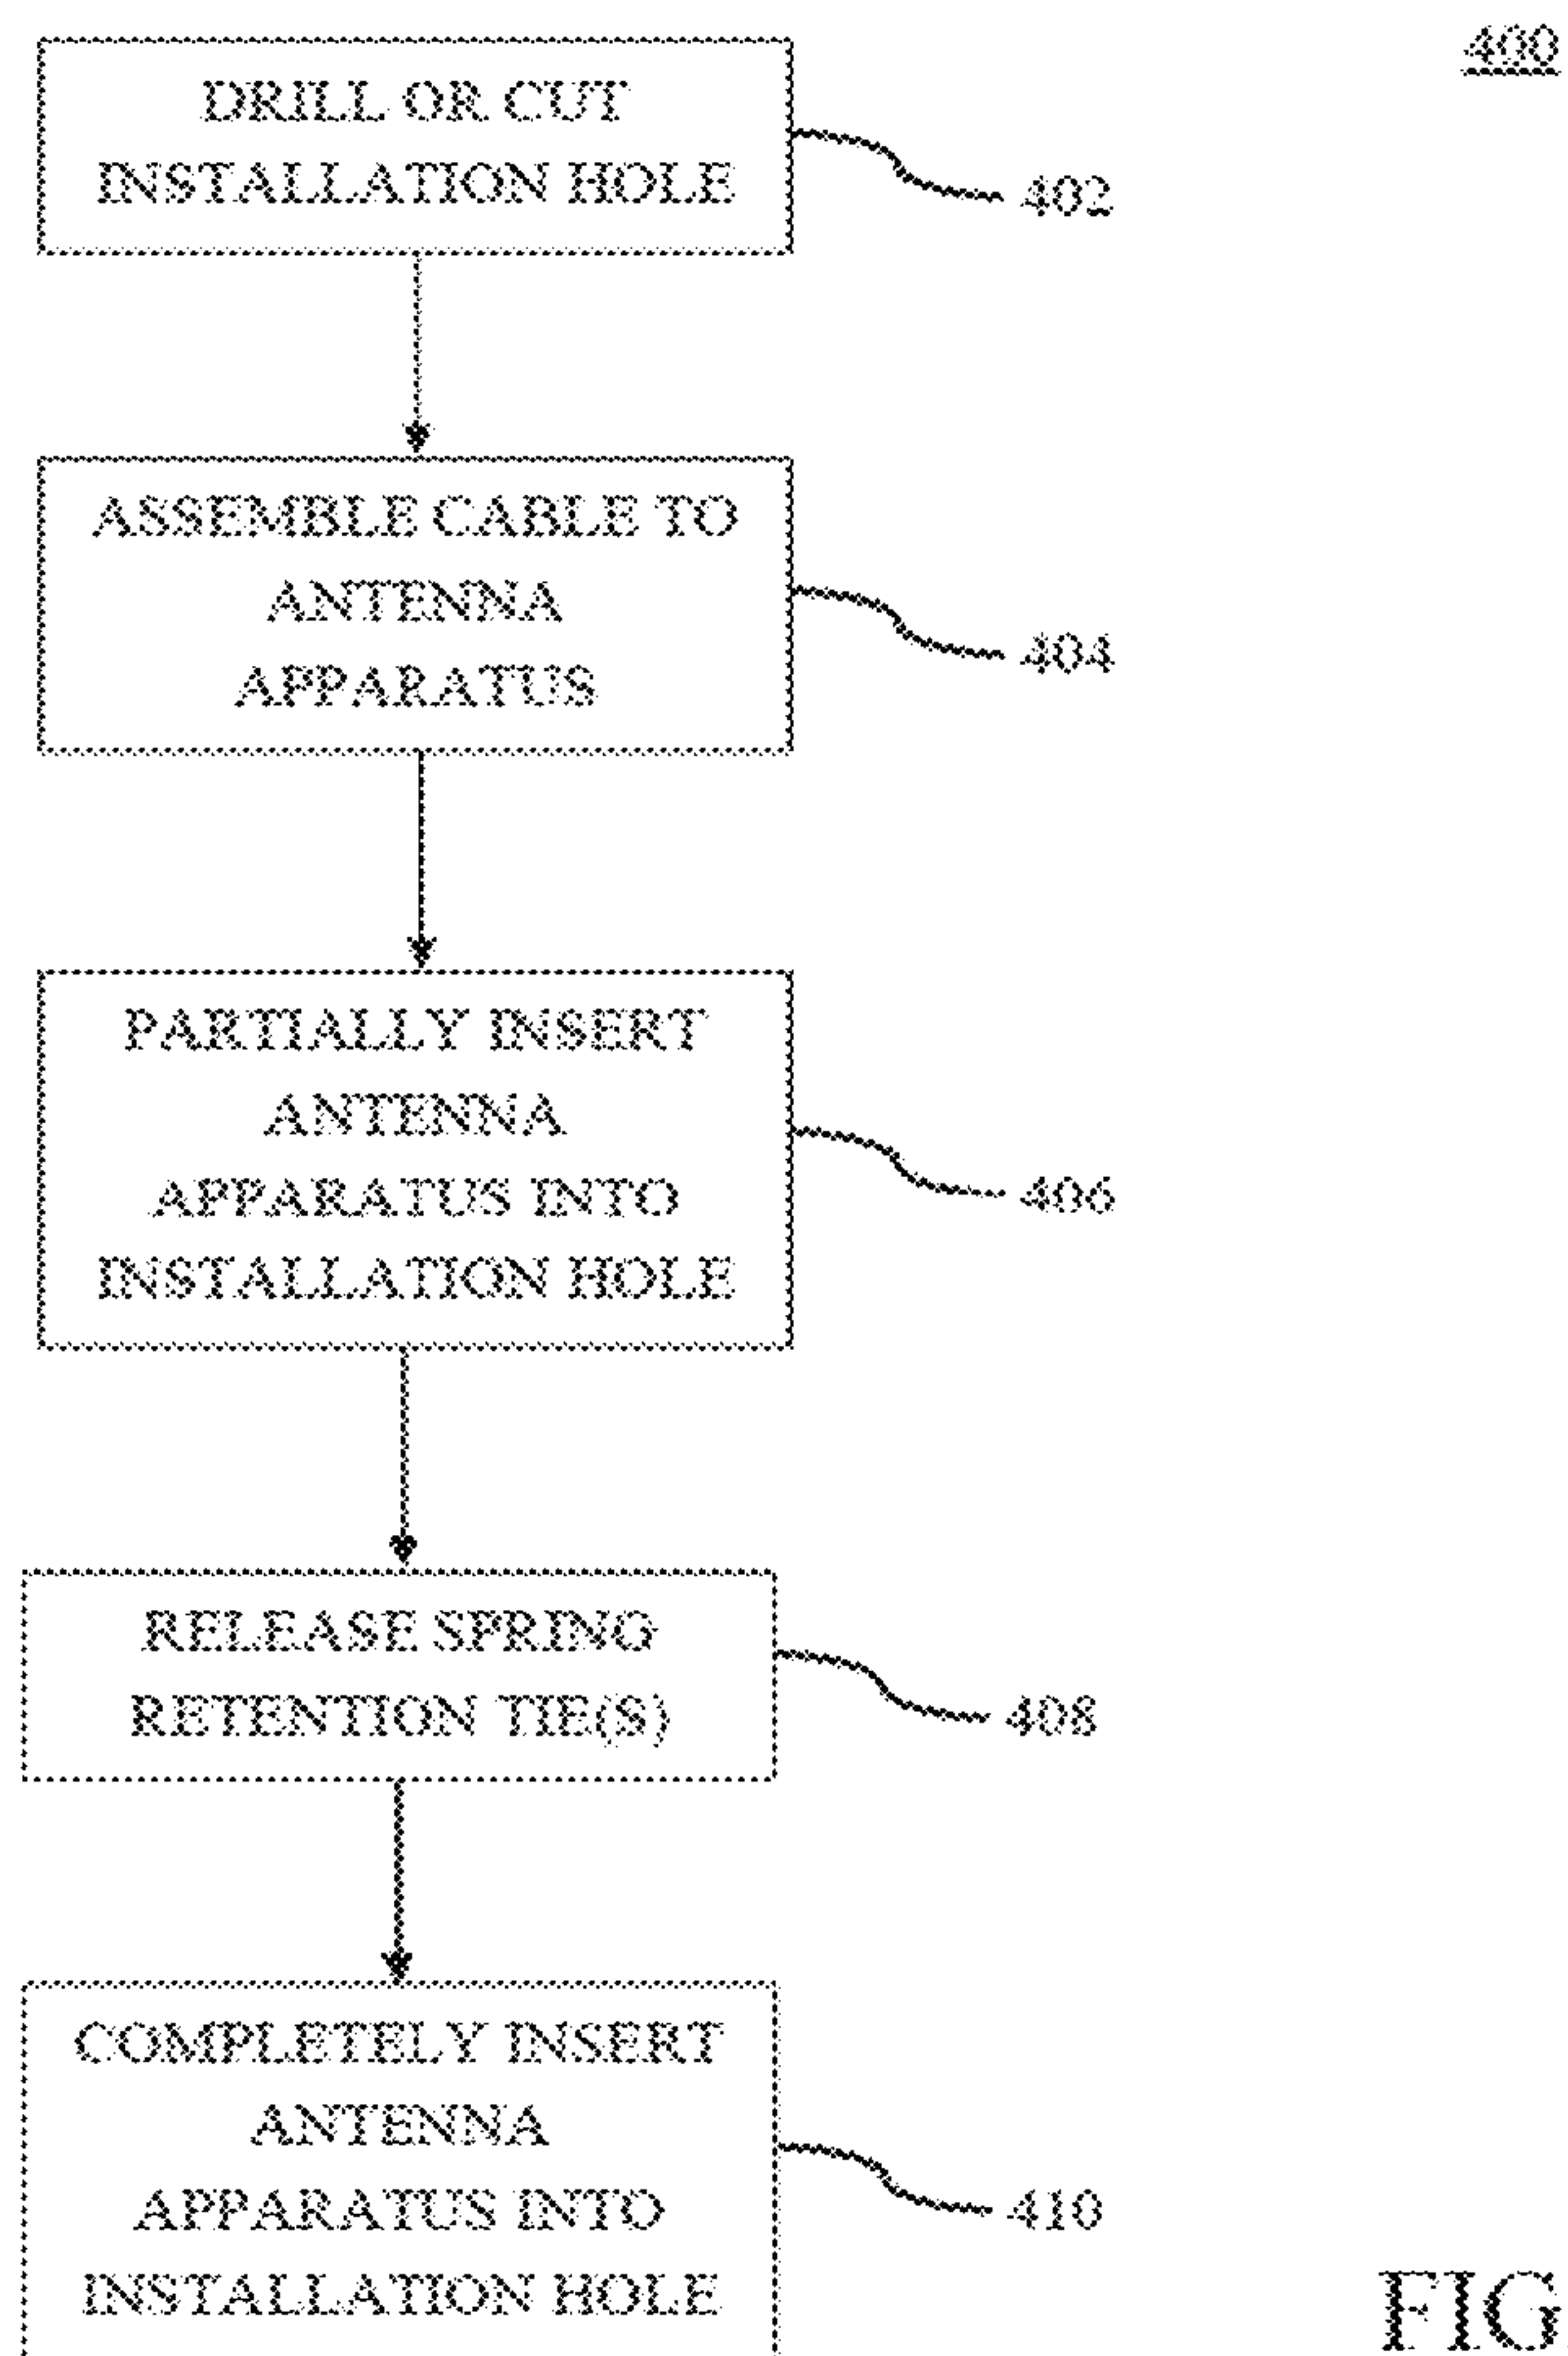 400
DRILL OR CUT
INSTALLATION HOLE
402
ASSEMBLE CABLE TO
ANTENNA
APPARATUS
404
PARTIALLY INSERT
ANTENNA
APPARATUS INTO
INSTALLATION HOLE
406
RELEASE SPRING
RETENTION TIE(S)
408
COMPLETELY INSERT
ANTENNA
APPARATUS INTO
INSTALLATION HOLE
410
FIG